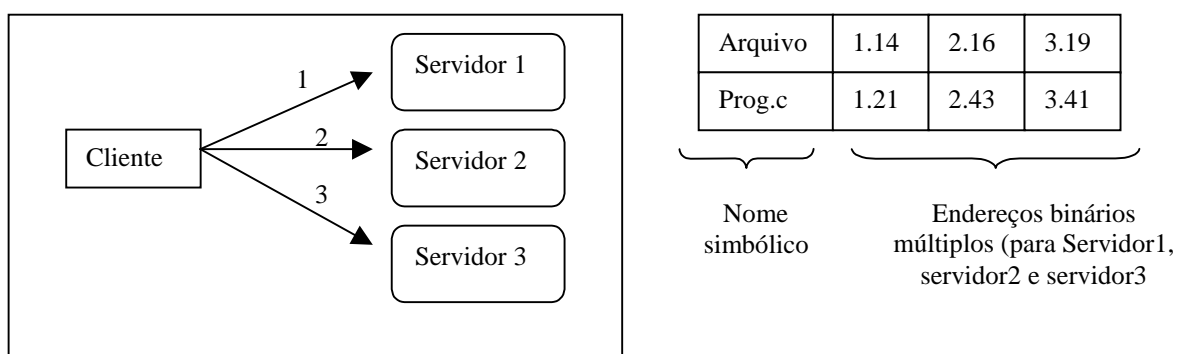 Servidor 1
1
Cliente
2
Servidor 2
3
Servidor 3
Arquivo 1.14 2.16 3.19
Prog.c 1.21 2.43 3.41
Nome
simbólico
Endereços binários
múltiplos (para Servidor1,
servidor2 e servidor3